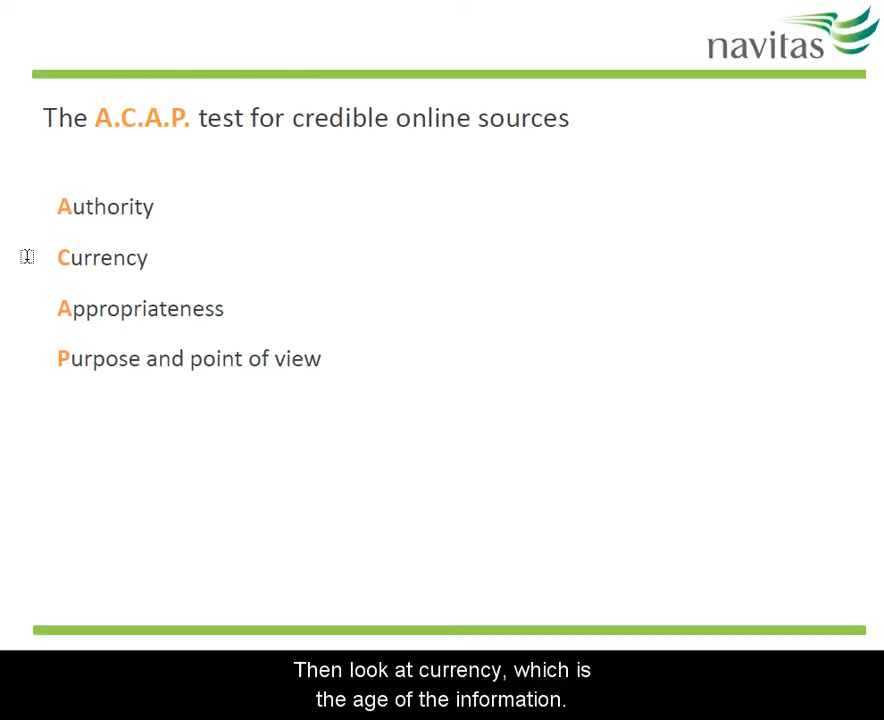 navitas
The A.C.A.P. test for credible online sources
Authority
Currency
Appropriateness
Purpose and point of view
Then look at currency, which is
the age of the information.